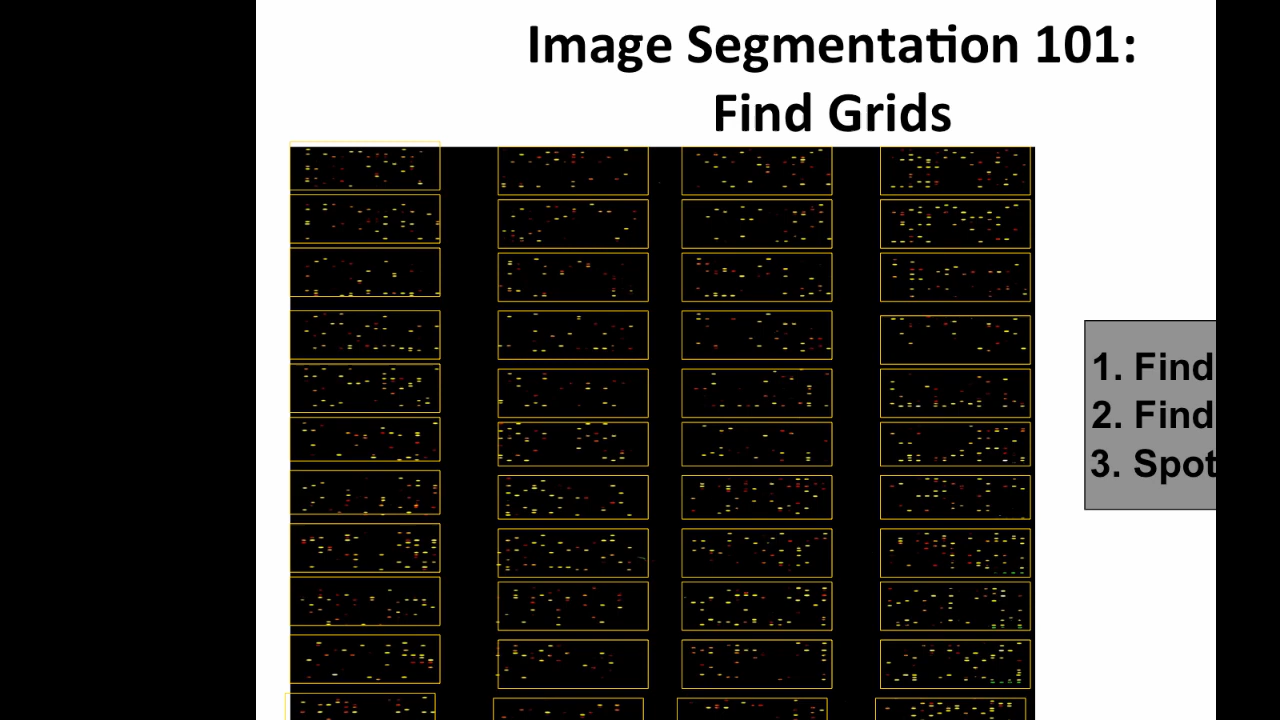 Image Segmentation 101:
Find Grids
1. Find
2. Find
3. Spot